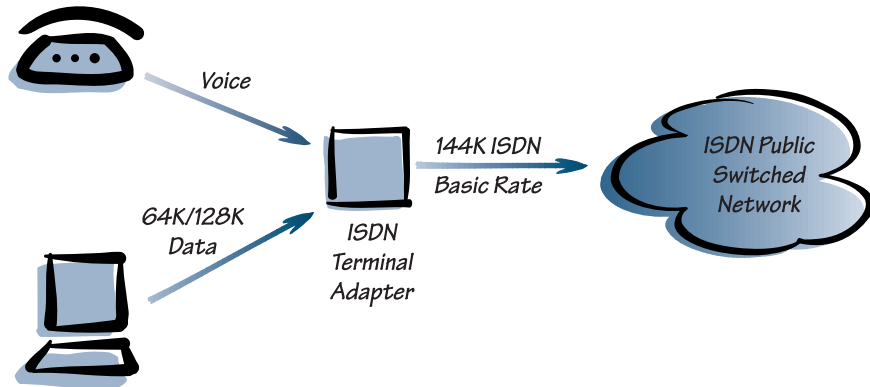 Voice
64K/128K
Data
ISDN
Terminal
Adapter
144K ISDN
Basic Rate
ISDN Public
Switched
Network